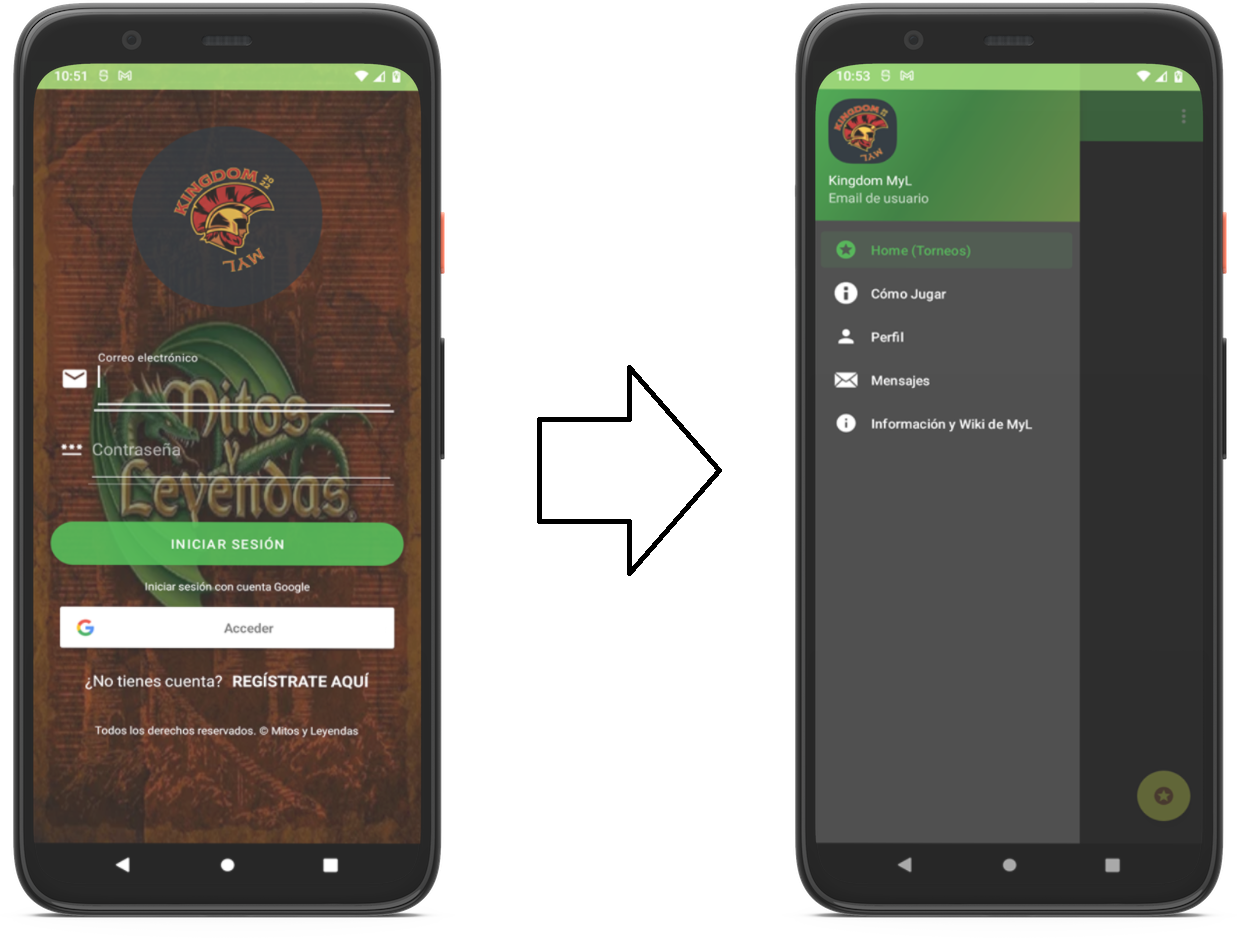 10:51
KINGDOM
2022
MYL
Correo electrónico
Mitos
y
Leyendas®
Contraseña
INICIAR SESIÓN
Iniciar sesión con cuenta Google
G Acceder
¿No tienes cuenta? REGÍSTRATE AQUÍ
Todos los derechos reservados. © Mitos y Leyendas
10:53
KINGDOM
MYL
Kingdom MyL
Email de usuario
Home (Torneos)
Cómo Jugar
Perfil
Mensajes
Información y Wiki de MyL